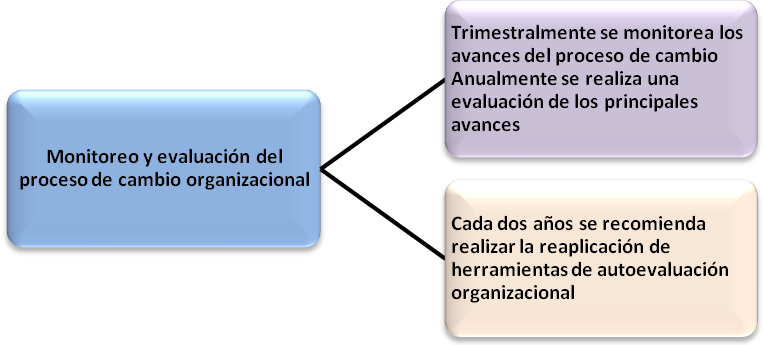 Monitoreo y evaluación del
proceso de cambio organizacional
Trimestralmente se monitorea los
avances del proceso de cambio
Anualmente se realiza una
evaluación de los principales
avances
Cada dos años se recomienda
realizar la reaplicación de
herramientas de autoevaluación
organizacional